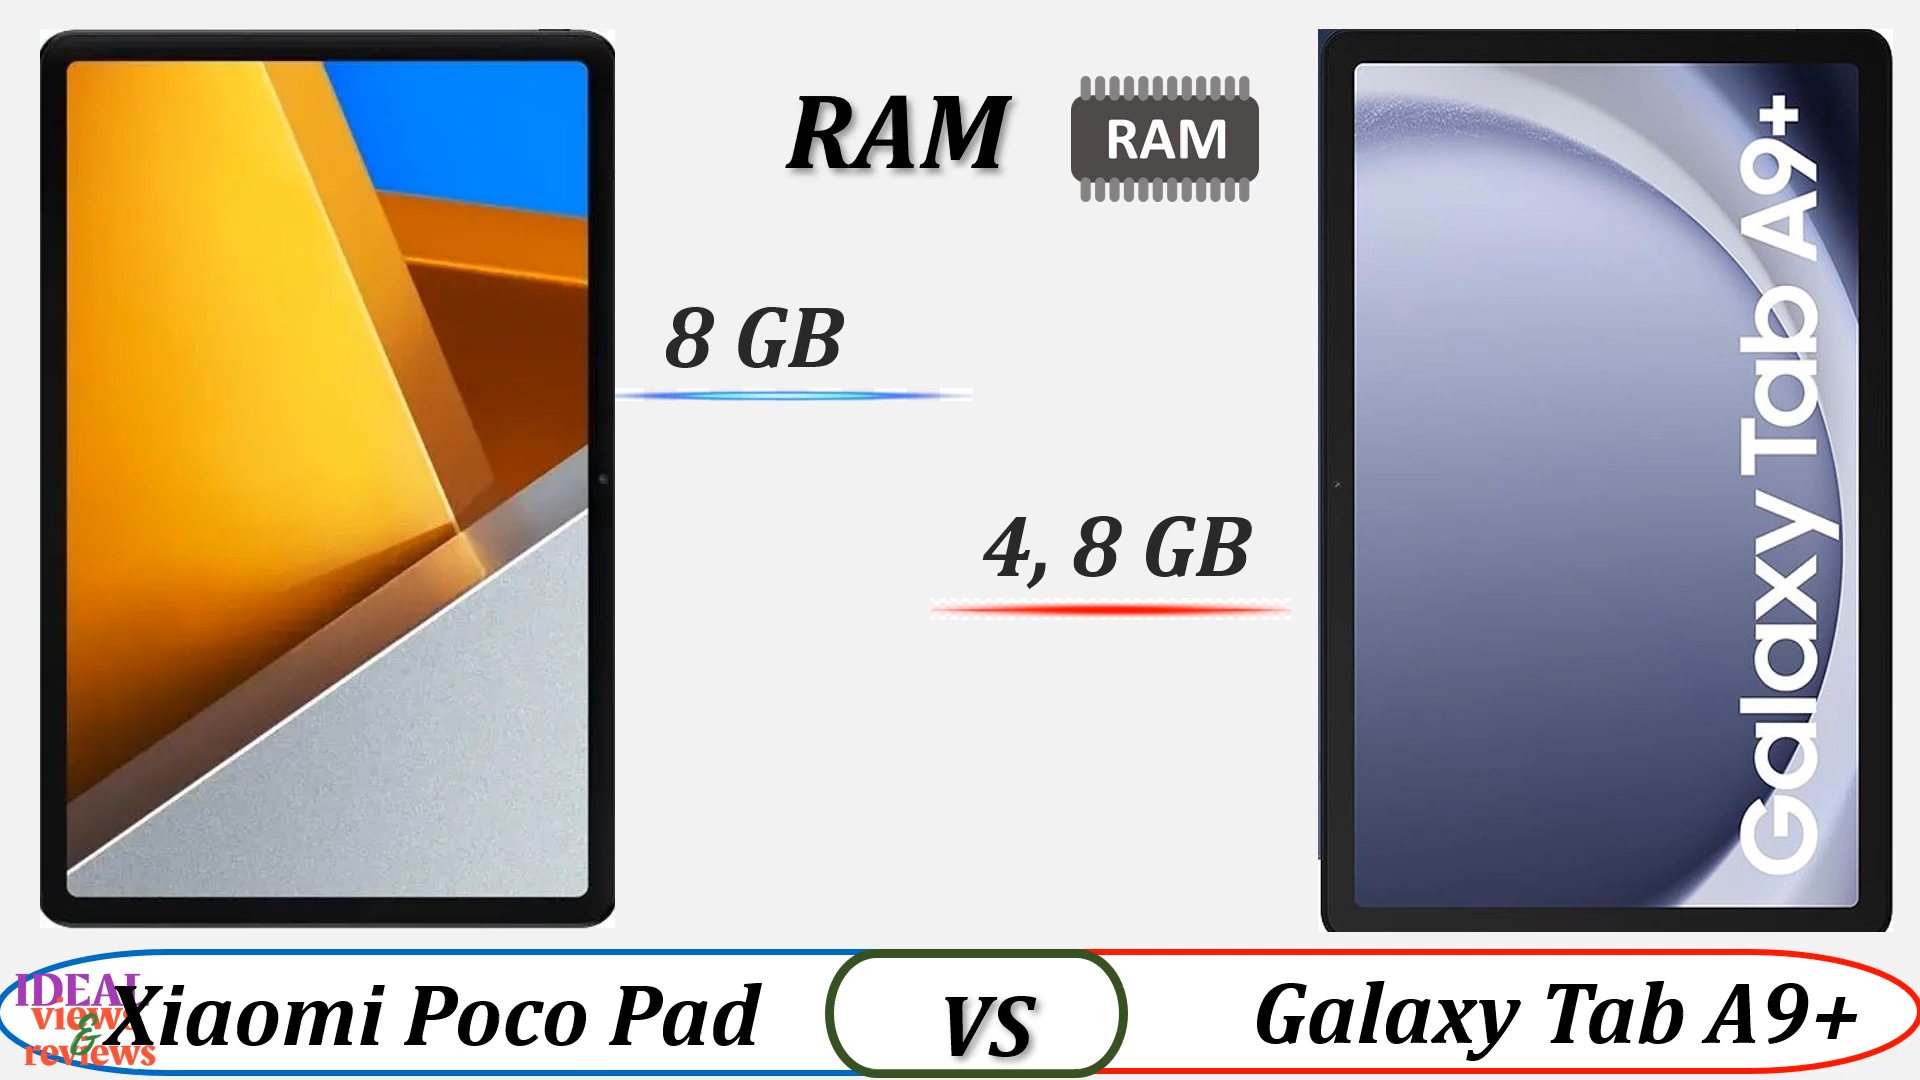 RAM
RAM
8 GB
4, 8 GB
Galaxy Tab A9+
IDEAL
views
&
reviews
Xiaomi Poco Pad
VS
Galaxy Tab A9+